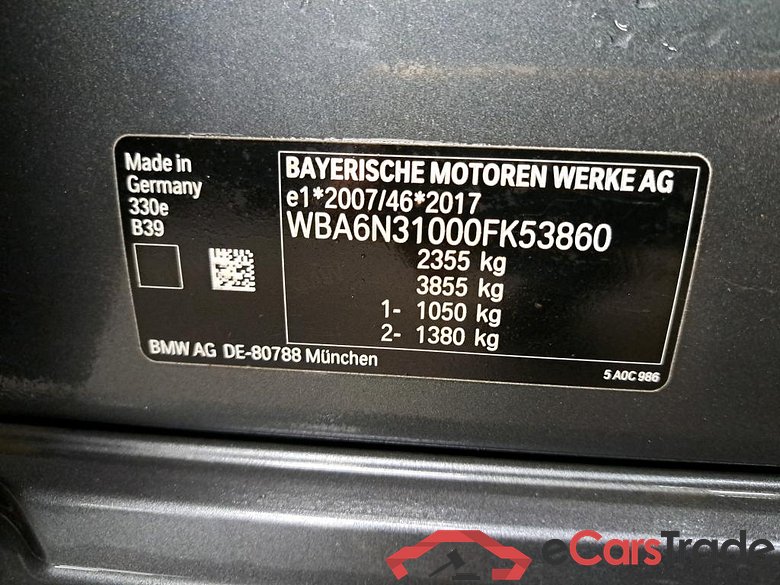 Made in
Germany
330e
B39
BAYERISCHE MOTOREN WERKE AG
e1*2007/46*2017
WBA6N31000FK53860
2355 kg
3855 kg
1- 1050 kg
2- 1380 kg
BMW AG DE-80788 München
5 A0C 986
eCarsTrade